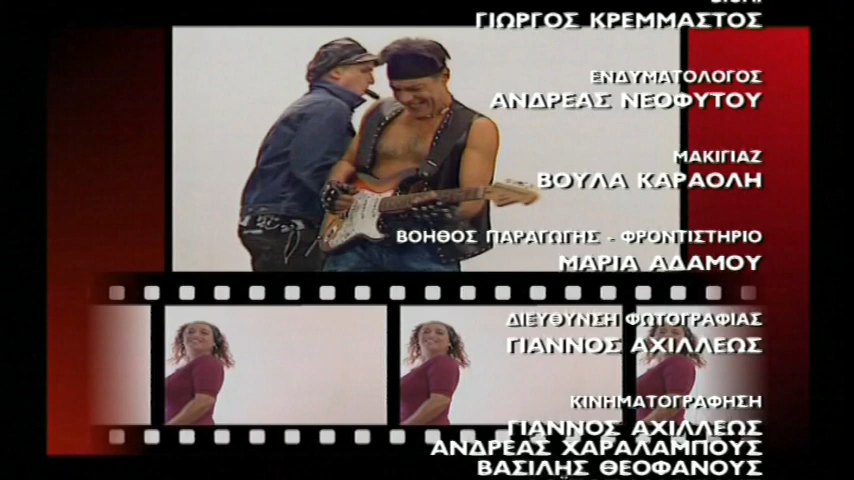 ΓΙΩΡΓΟΣ ΚΡΕΜΜΑΣΤΟΣ
ΕΝΔΥΜΑΤΟΛΟΓΟΣ
ΑΝΔΡΕΑΣ ΝΕΟΦΥΤΟΥ
ΜΑΚΙΓΙΑΖ
ΒΟΥΛΑ ΚΑΡΑΟΛΗ
ΒΟΗΘΟΣ ΠΑΡΑΓΩΓΗΣ - ΦΡΟΝΤΙΣΤΗΡΙΟ
ΜΑΡΙΑ ΑΔΑΜΟΥ
ΔΙΕΥΘΥΝΣΗ ΦΩΤΟΓΡΑΦΙΑΣ
ΓΙΑΝΝΟΣ ΑΧΙΛΛΕΩΣ
ΚΙΝΗΜΑΤΟΓΡΑΦΗΣΗ
ΓΙΑΝΝΟΣ ΑΧΙΛΛΕΩΣ
ΑΝΔΡΕΑΣ ΧΑΡΑΛΑΜΠΟΥΣ
ΒΑΣΙΛΗΣ ΘΕΟΦΑΝΟΥΣ